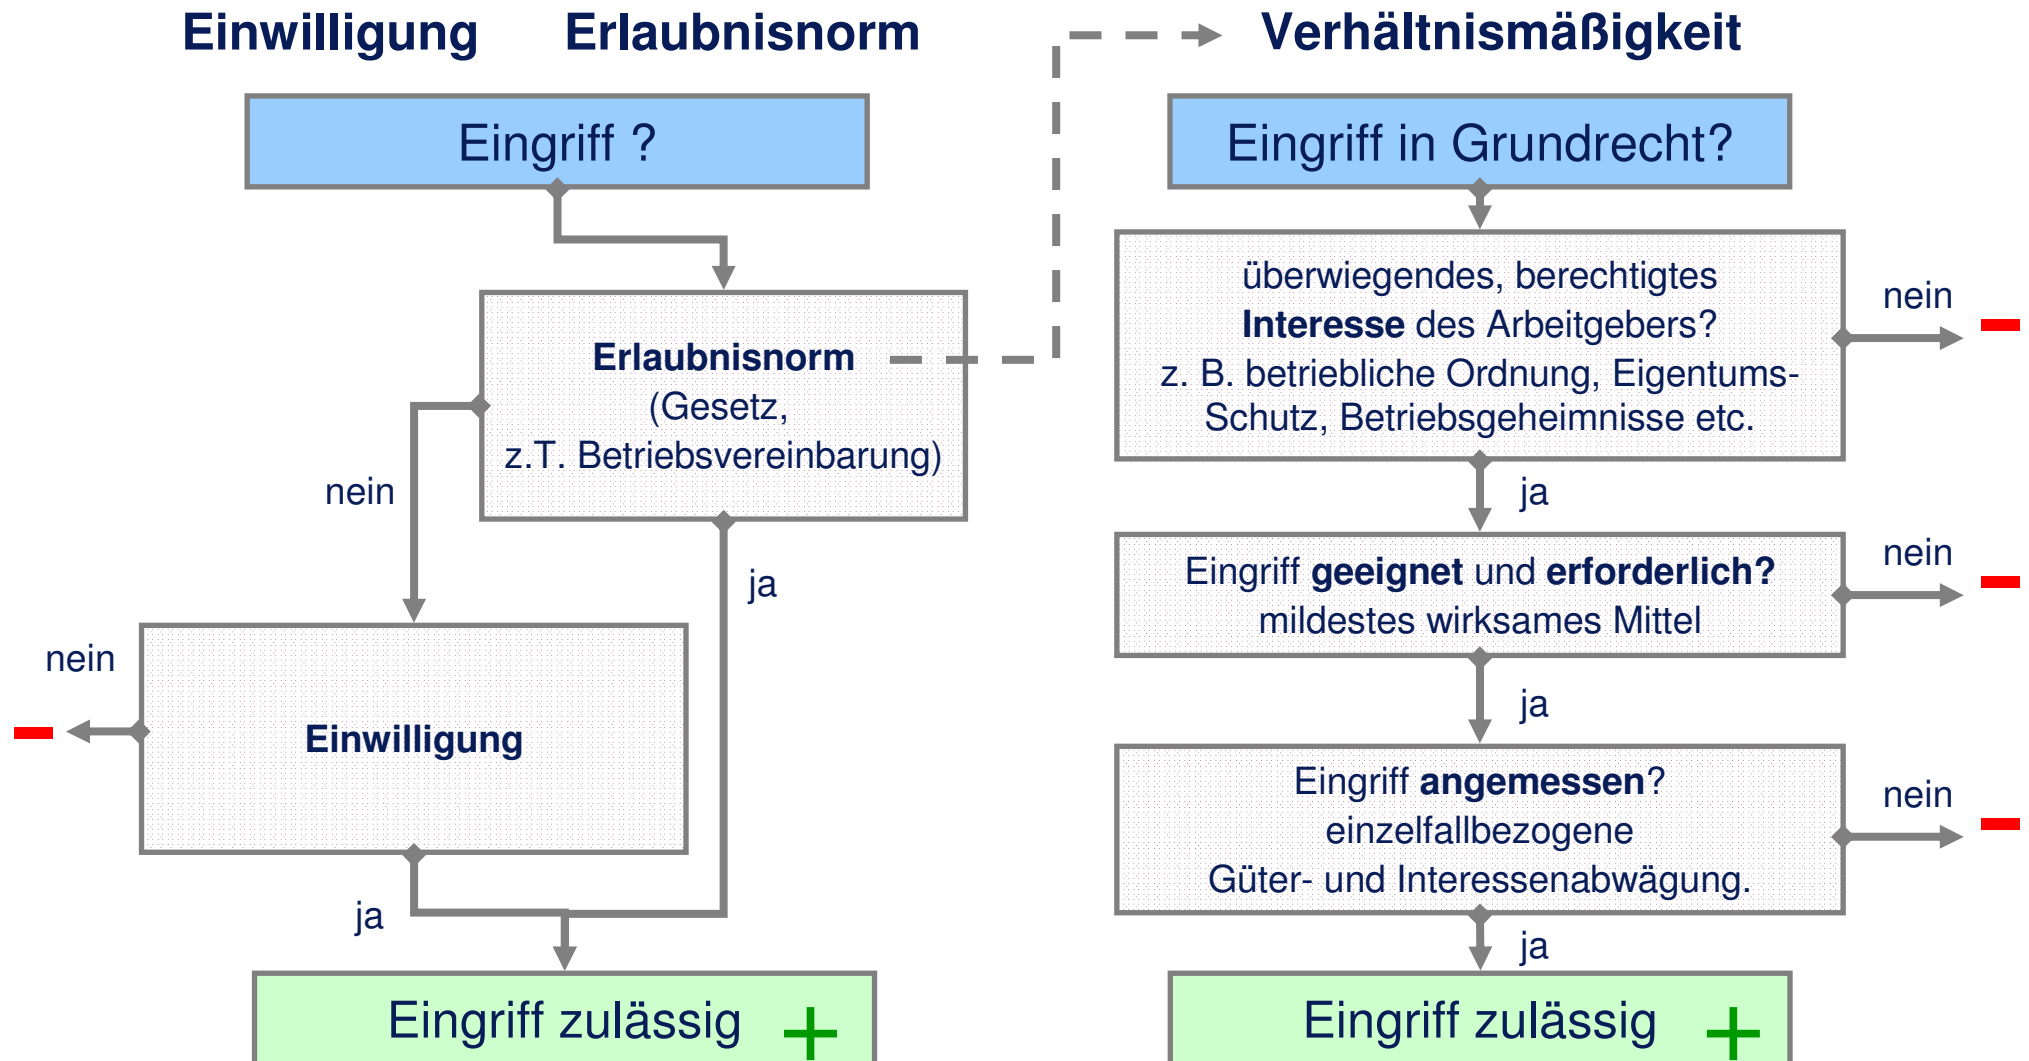 Einwilligung Erlaubnisnorm
Eingriff ?
Erlaubnisnorm
(Gesetz,
z.T. Betriebsvereinbarung)
nein
ja
nein
Einwilligung
ja
Eingriff zulässig +
Verhältnismäßigkeit
Eingriff in Grundrecht?
überwiegendes, berechtigtes
Interesse des Arbeitgebers?
z. B. betriebliche Ordnung, Eigentums-
Schutz, Betriebsgeheimnisse etc.
nein
ja
Eingriff geeignet und erforderlich?
mildestes wirksames Mittel
nein
ja
Eingriff angemessen?
einzelfallbezogene
Güter- und Interessenabwägung.
nein
ja
Eingriff zulässig +